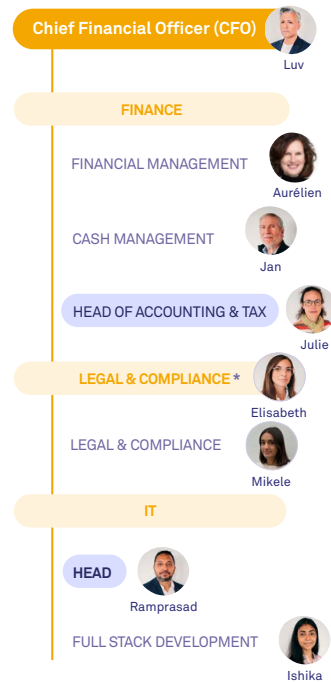 Chief Financial Officer (CFO)
Luv
FINANCE
FINANCIAL MANAGEMENT
Aurélien
CASH MANAGEMENT
Jan
HEAD OF ACCOUNTING & TAX
Julie
LEGAL & COMPLIANCE *
Elisabeth
LEGAL & COMPLIANCE
Mikele
IT
HEAD
Ramprasad
FULL STACK DEVELOPMENT
Ishika